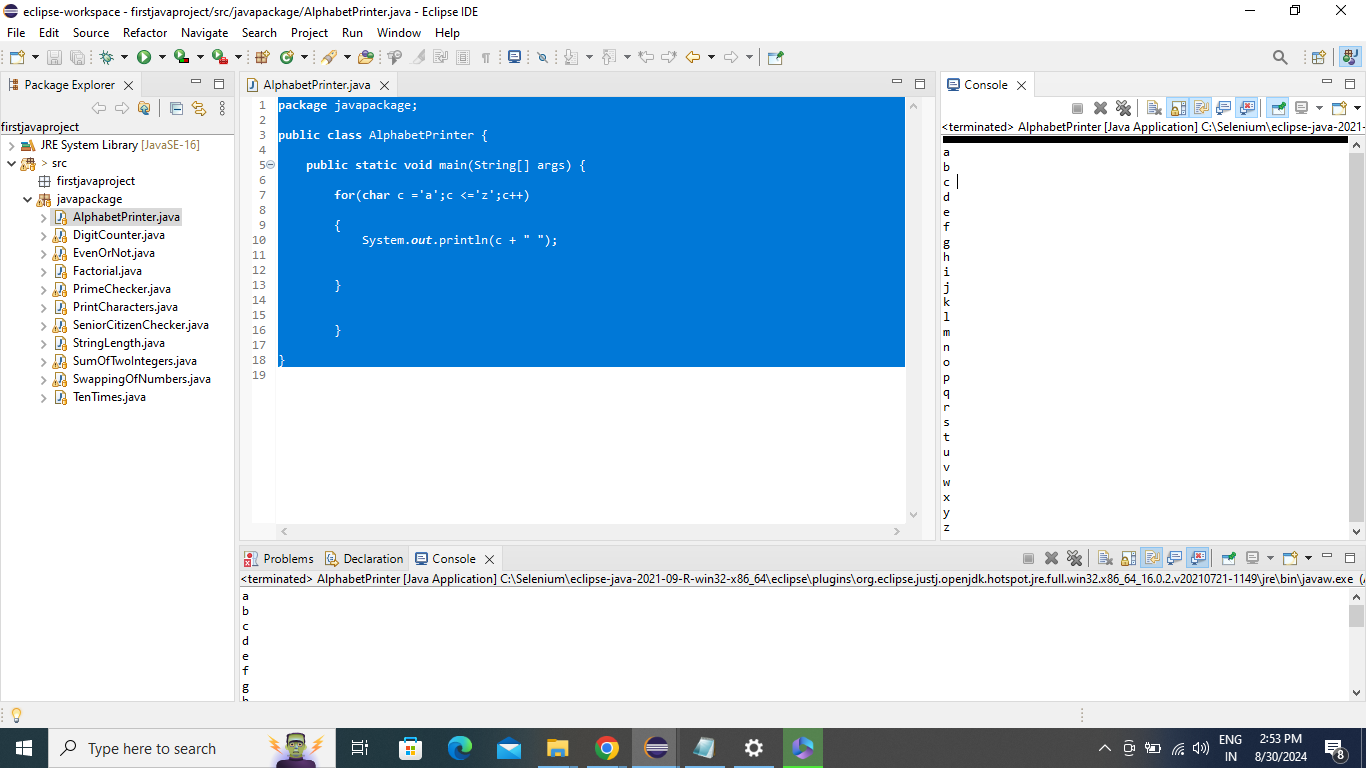 eclipse-workspace - firstjavaproject/src/javapackage/AlphabetPrinter.java - Eclipse IDE
File Edit Source Refactor Navigate Search Project Run Window Help
Package Explorer
firstjavaproject
JRE System Library [JavaSE-16]
> src
firstjavaproject
javapackage
AlphabetPrinter.java
DigitCounter.java
EvenOrNot.java
Factorial.java
PrimeChecker.java
PrintCharacters.java
SeniorCitizenChecker.java
StringLength.java
SumOfTwoIntegers.java
SwappingOfNumbers.java
TenTimes.java
AlphabetPrinter.java
1 package javapackage;
2
3 public class AlphabetPrinter {
4
5 public static void main(String[] args) {
6
7 for(char c ='a';c <='z';c++)
8
9 {
10 System.out.println(c + " ");
11
12
13 }
14
15
16 }
17
18 }
19
Console
<terminated> AlphabetPrinter [Java Application] C:\Selenium\eclipse-java-2021-
a
b
c
d
e
f
g
h
i
j
k
l
m
n
o
p
q
r
s
t
u
v
w
x
y
z
Problems Declaration Console
<terminated> AlphabetPrinter [Java Application] C:\Selenium\eclipse-java-2021-09-R-win32-x86_64\eclipse\plugins\org.eclipse.justj.openjdk.hotspot.jre.full.win32.x86_64_16.0.2.v20210721-1149\jre\bin\javaw.exe (
a
b
c
d
e
f
g
Type here to search
ENG
IN
2:53 PM
8/30/2024
8